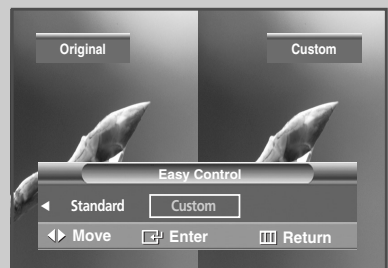 Original Custom
Easy Control
Standard Custom
Move Enter Return